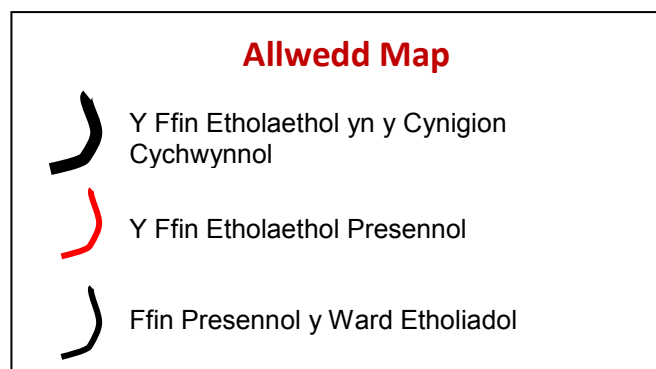 Allwedd Map
Y Ffin Etholaethol yn y Cynigion
Cychwynnol
Y Ffin Etholaethol Presennol
Ffin Presennol y Ward Etholiadol